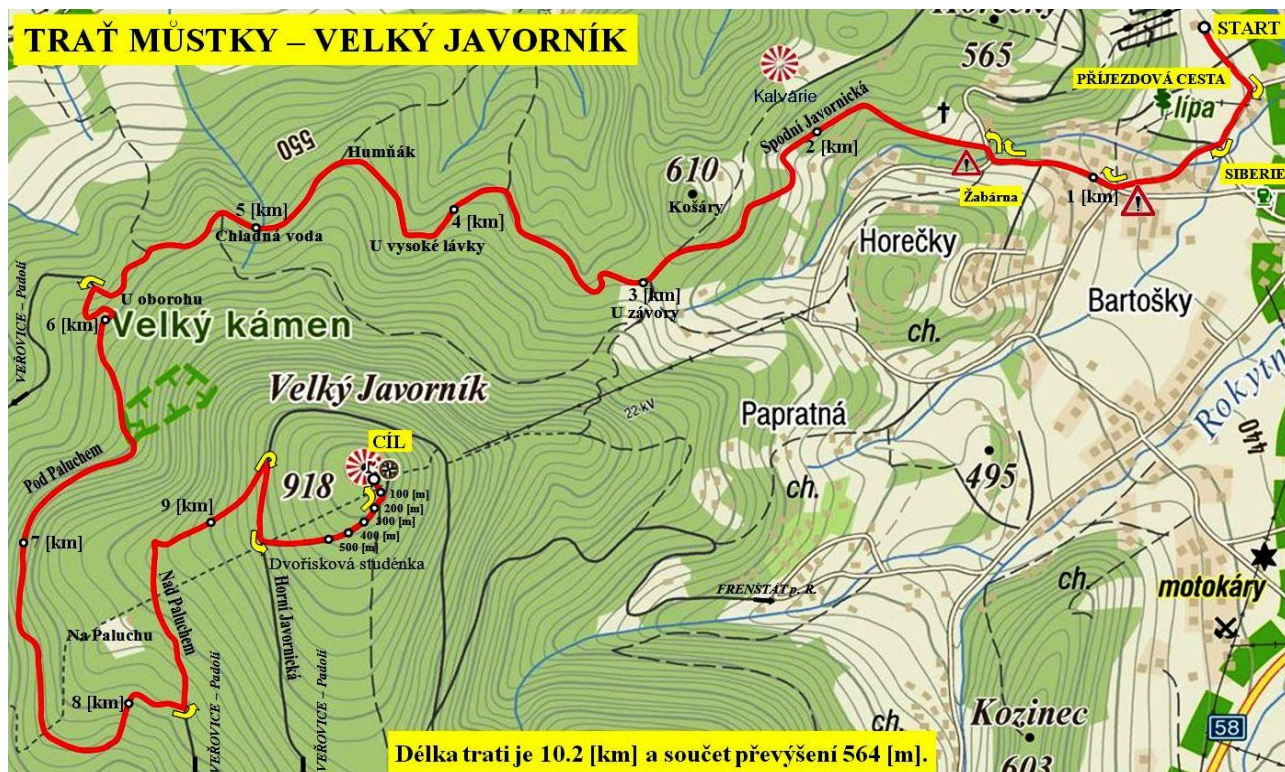 TRAŤ MŮSTKY – VELKÝ JAVORNÍK
Horečky
565
START
PŘÍJEZDOVÁ CESTA
lípa
Kalvárie
Spodní Javornická
2 [km]
550
Humňák
610
Košáry
Žabárna
1 [km]
SIBERIE
5 [km]
Chladná voda
4 [km]
U vysoké lávky
Horečky
3 [km]
U závory
Bartošky
U oborohu
6 [km]
Velký kámen
VEŘOVICE – Padolí
ch.
Velký Javorník
22 kV
Papratná
Rokytn
440
CÍL
918
Pod Paluchem
9 [km]
100 [m]
200 [m]
300 [m]
400 [m]
500 [m]
Dvořisková studénka
ch.
495
7 [km]
Nad Paluchem
Horní Javornická
FRENŠTÁT p. R.
ch.
motokáry
Na Paluchu
8 [km]
VEŘOVICE – Padolí
VEŘOVICE – Padolí
ch.
Kozinec
603
58
Délka trati je 10.2 [km] a součet převýšení 564 [m].